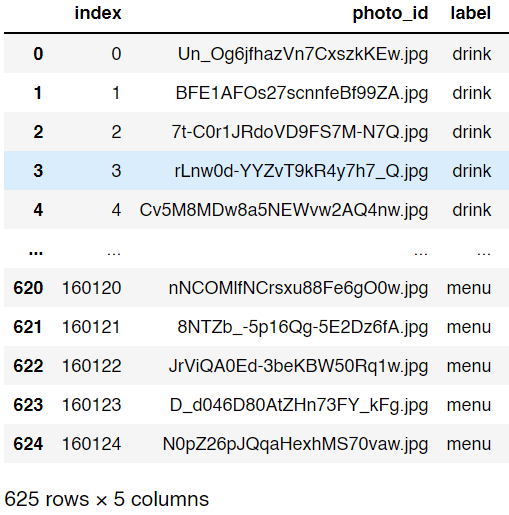 index photo_id label
0 0 Un_Og6jfhazVn7CxszkKEw.jpg drink
1 1 BFE1AFOs27scnnfeBf99ZA.jpg drink
2 2 7t-C0r1JRdoVD9FS7M-N7Q.jpg drink
3 3 rLnw0d-YYZvT9kR4y7h7_Q.jpg drink
4 4 Cv5M8MDw8a5NEWvw2AQ4nw.jpg drink
... ... ... ...
620 160120 nNCOMlfNCrsxu88Fe6gO0w.jpg menu
621 160121 8NTZb_-5p16Qg-5E2Dz6fA.jpg menu
622 160122 JrViQA0Ed-3beKBW50Rq1w.jpg menu
623 160123 D_d046D80AtZHn73FY_kFg.jpg menu
624 160124 N0pZ26pJQqaHexhMS70vaw.jpg menu
625 rows × 5 columns